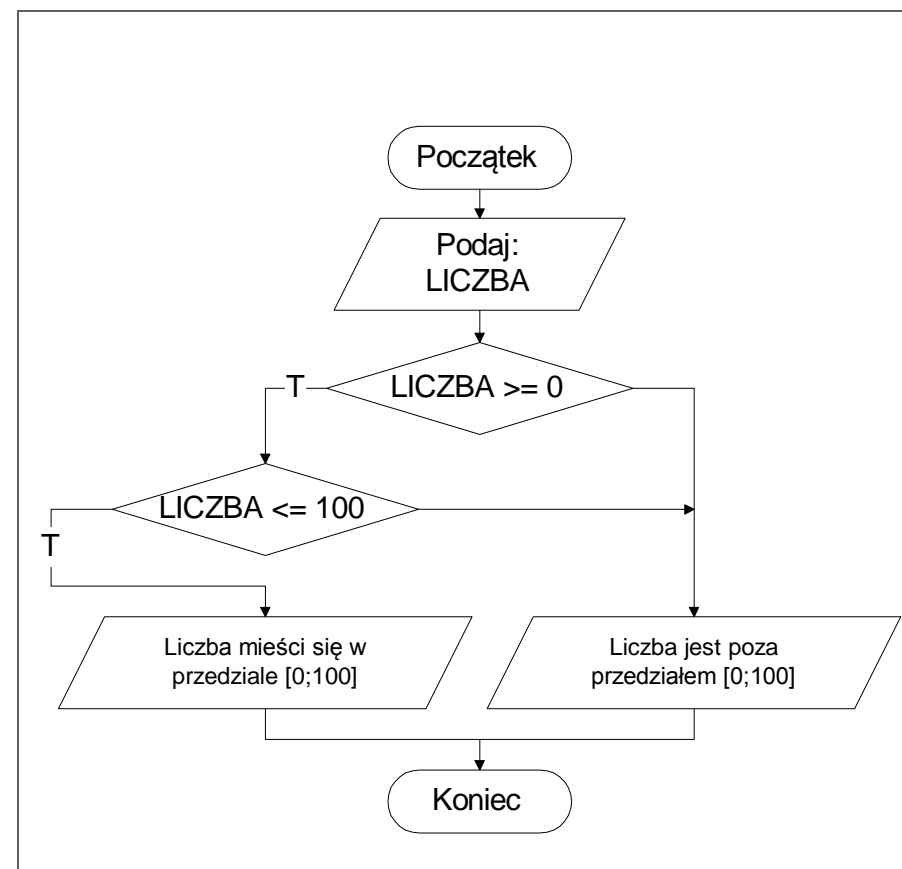 Początek
Podaj:
LICZBA
T
LICZBA >= 0
LICZBA <= 100
T
Liczba mieści się w
przedziale [0;100]
Liczba jest poza
przedziałem [0;100]
Koniec